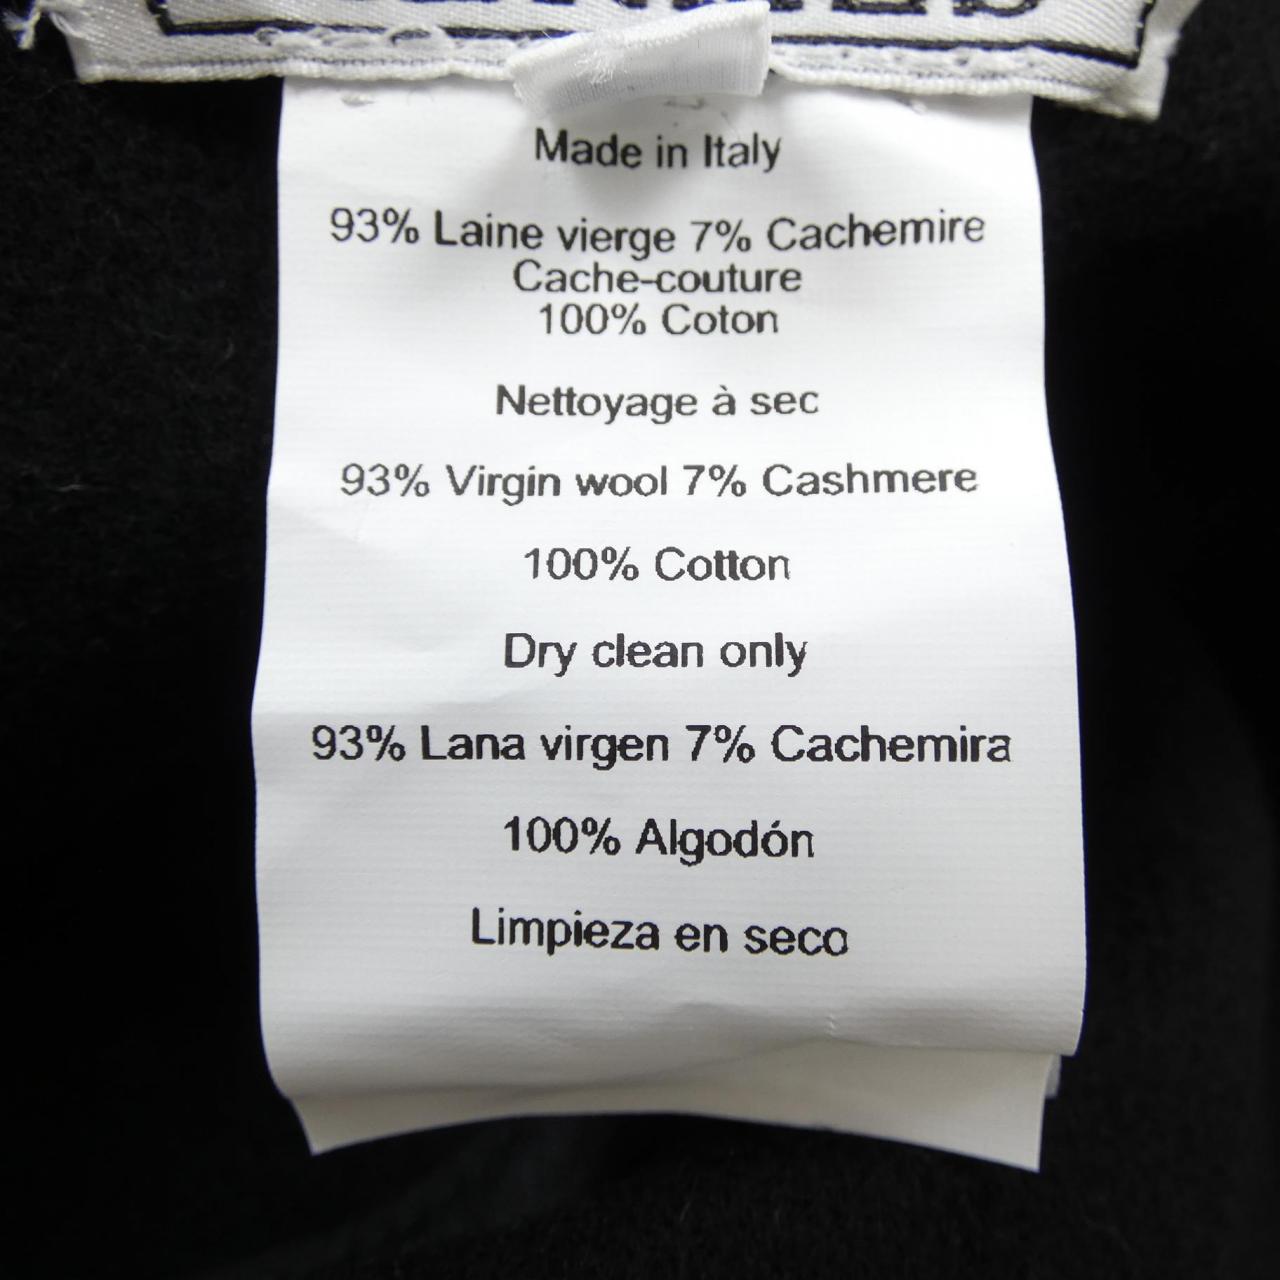 Made in Italy
93% Laine vierge 7% Cachemire
Cache-couture
100% Coton
Nettoyage à sec
93% Virgin wool 7% Cashmere
100% Cotton
Dry clean only
93% Lana virgen 7% Cachemira
100% Algodón
Limpieza en seco